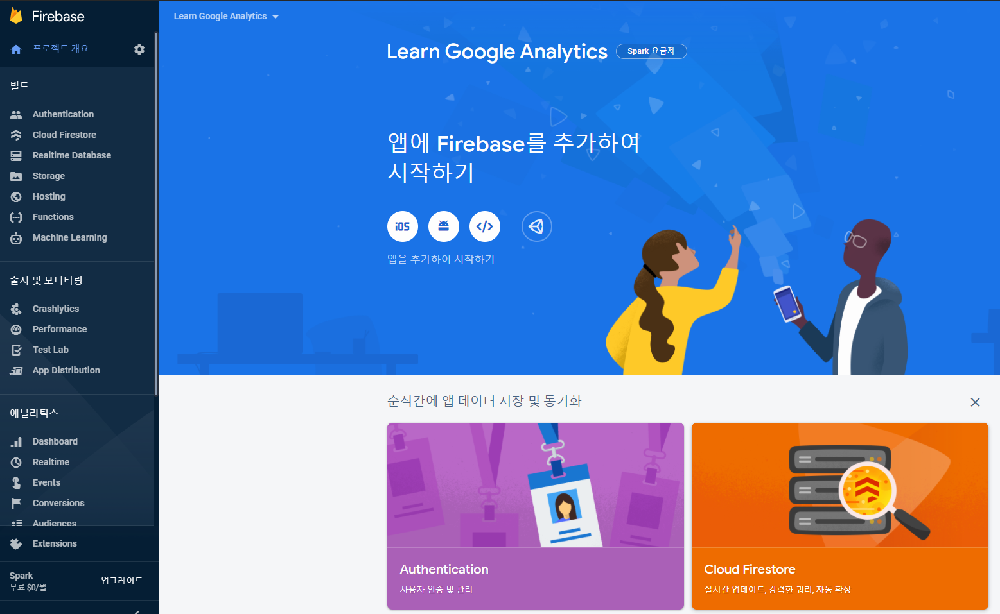 Firebase
프로젝트 개요
빌드
Authentication
Cloud Firestore
Realtime Database
Storage
Hosting
Functions
Machine Learning
출시 및 모니터링
Crashlytics
Performance
Test Lab
App Distribution
애널리틱스
Dashboard
Realtime
Events
Conversions
Audiences
Extensions
Spark
무료 $0/월
업그레이드
Learn Google Analytics
Learn Google Analytics
Spark 요금제
앱에 Firebase를 추가하여
시작하기
iOS
앱을 추가하여 시작하기
순식간에 앱 데이터 저장 및 동기화
Authentication
사용자 인증 및 관리
Cloud Firestore
실시간 업데이트, 강력한 쿼리, 자동 확장